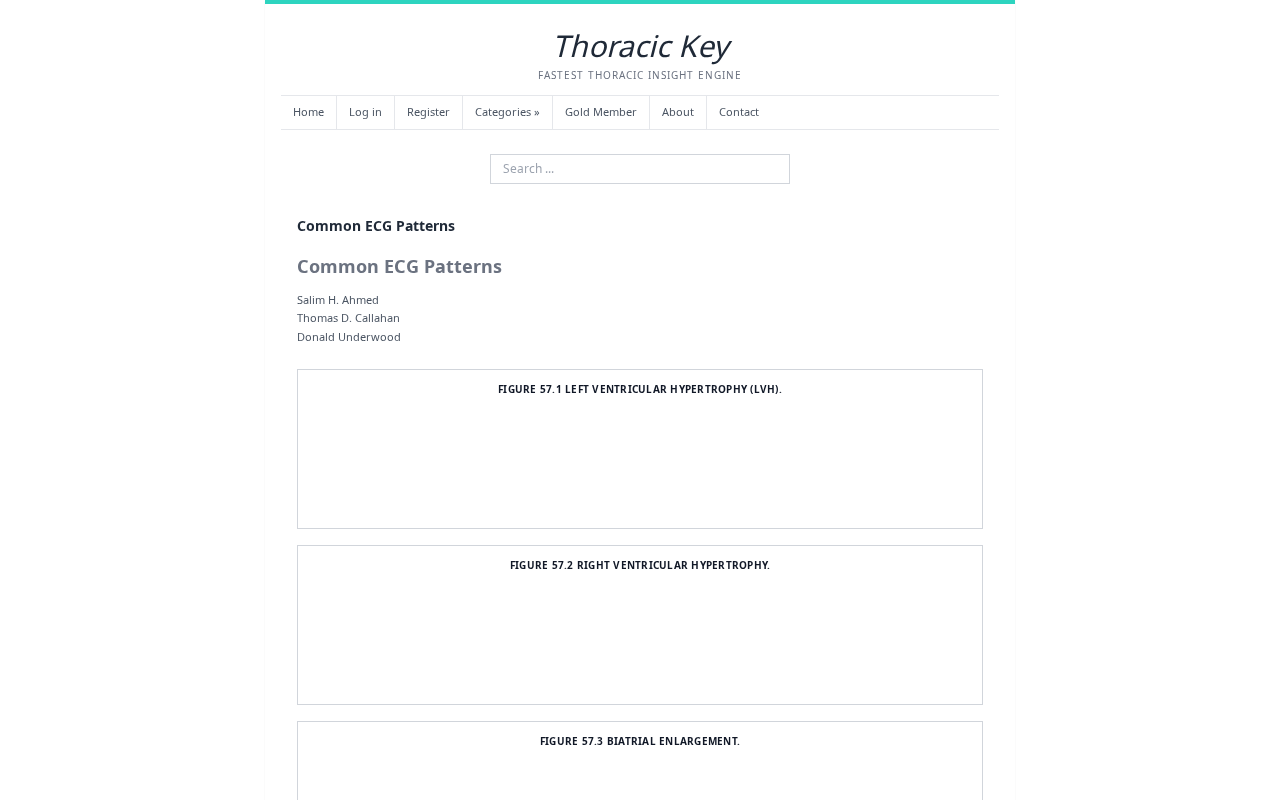 Thoracic Key
FASTEST THORACIC INSIGHT ENGINE
Home
Log in
Register
Categories »
Gold Member
About
Contact
Search ...
Common ECG Patterns
Common ECG Patterns
Salim H. Ahmed
Thomas D. Callahan
Donald Underwood
FIGURE 57.1 LEFT VENTRICULAR HYPERTROPHY (LVH).
FIGURE 57.2 RIGHT VENTRICULAR HYPERTROPHY.
FIGURE 57.3 BIATRIAL ENLARGEMENT.